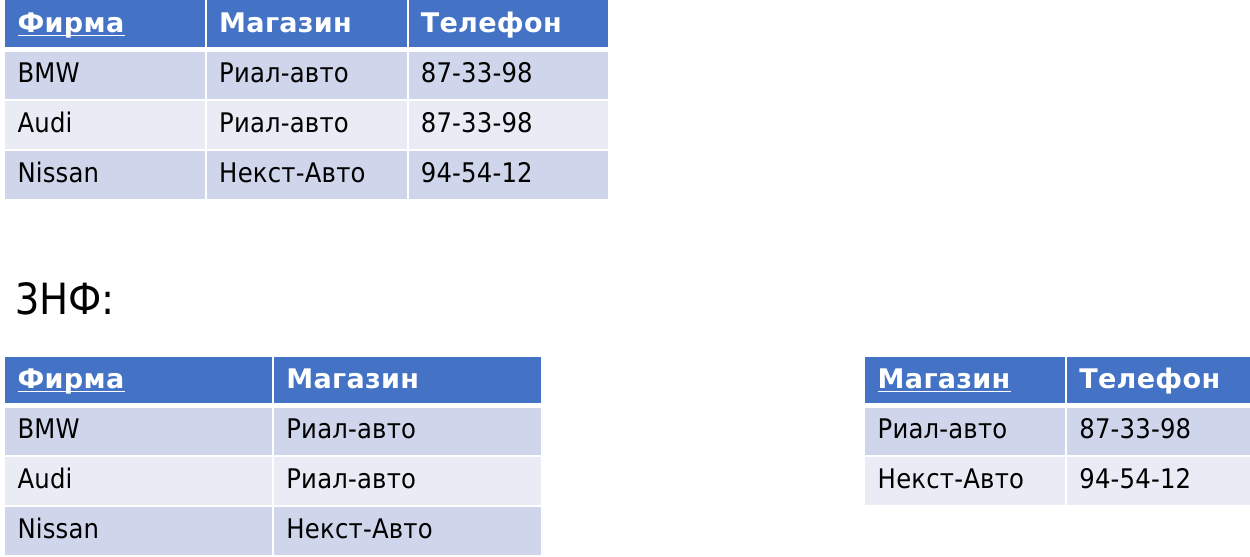 Фирма Магазин Телефон
BMW Риал-авто 87-33-98
Audi Риал-авто 87-33-98
Nissan Некст-Авто 94-54-12
3НФ:
Фирма Магазин
BMW Риал-авто
Audi Риал-авто
Nissan Некст-Авто
Магазин Телефон
Риал-авто 87-33-98
Некст-Авто 94-54-12